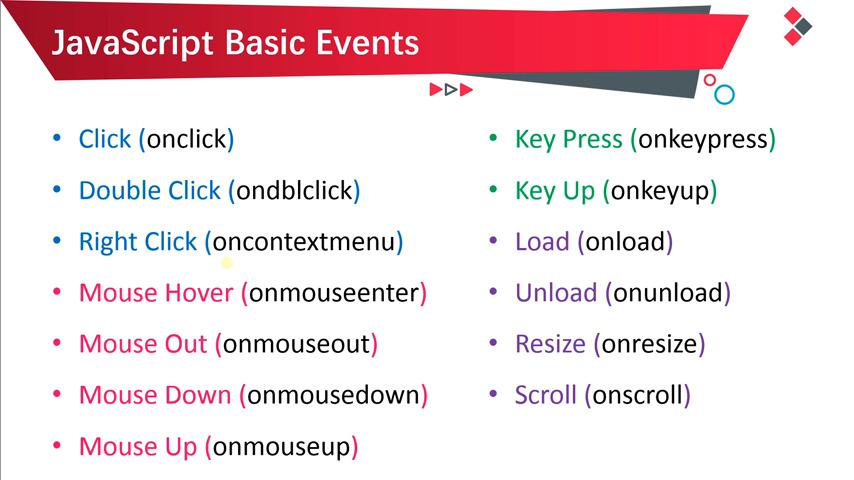 JavaScript Basic Events
• Click (onclick)
• Double Click (ondblclick)
• Right Click (oncontextmenu)
• Mouse Hover (onmouseenter)
• Mouse Out (onmouseout)
• Mouse Down (onmousedown)
• Mouse Up (onmouseup)
• Key Press (onkeypress)
• Key Up (onkeyup)
• Load (onload)
• Unload (onunload)
• Resize (onresize)
• Scroll (onscroll)